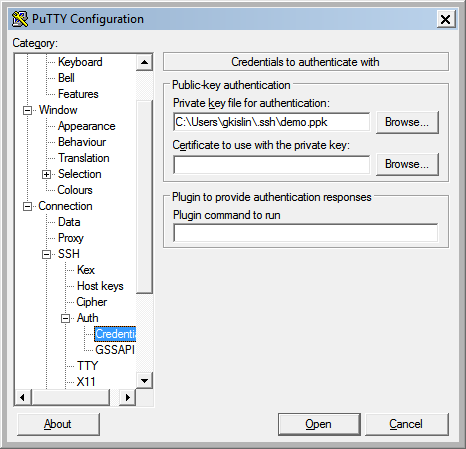 PuTTY Configuration
Category:
Keyboard
Bell
Features
Window
Appearance
Behaviour
Translation
Selection
Colours
Connection
Data
Proxy
SSH
Kex
Host keys
Cipher
Auth
Credentia
GSSAPI
TTY
X11
Credentials to authenticate with
Public-key authentication
Private key file for authentication:
C:\Users\gkislin\.ssh\demo.ppk
Browse...
Certificate to use with the private key:
Browse...
Plugin to provide authentication responses
Plugin command to run
About
Open
Cancel